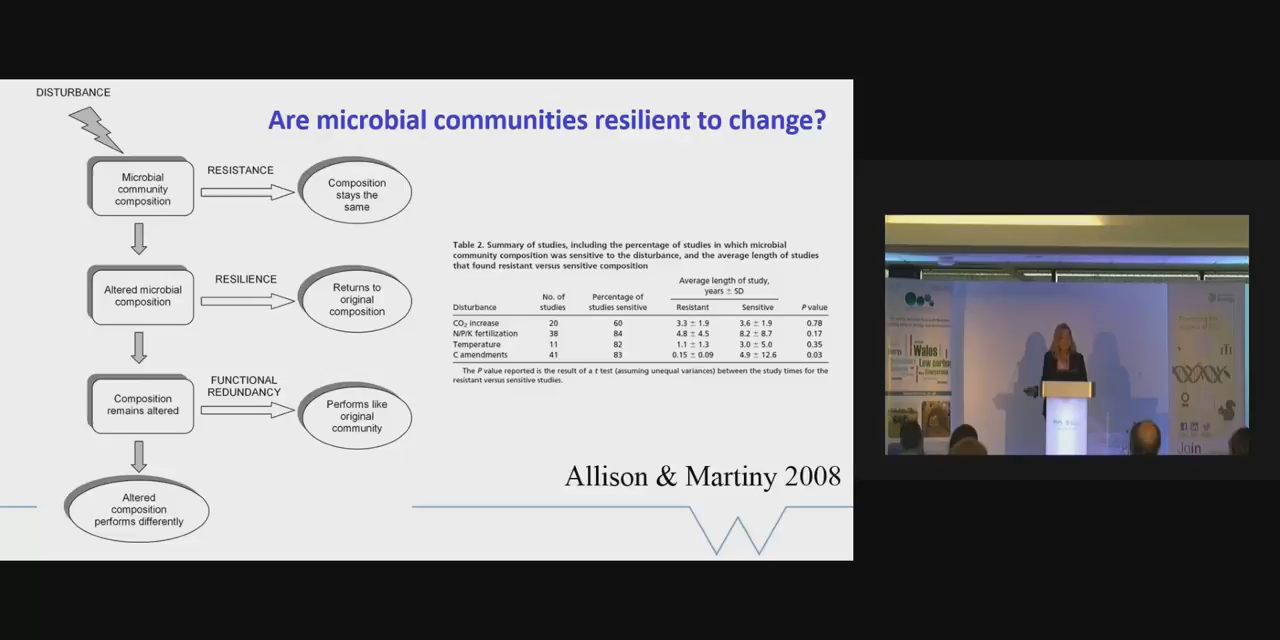 DISTURBANCE
Are microbial communities resilient to change?
Microbial
community
composition
RESISTANCE
Composition
stays the
same
Altered microbial
composition
RESILIENCE
Returns to
original
composition
Composition
remains altered
FUNCTIONAL
REDUNDANCY
Performs like
original
community
Altered
composition
performs differently
Table 2. Summary of studies, including the percentage of studies in which microbial
community composition was sensitive to the disturbance, and the average length of studies
that found resistant versus sensitive composition
Average length of study,
years ± SD
Disturbance No. of studies Percentage of studies sensitive Resistant Sensitive P value
CO2 increase 20 60 3.3 ± 1.9 3.6 ± 1.9 0.78
N/P/K fertilization 38 84 4.8 ± 4.5 8.2 ± 8.7 0.17
Temperature 11 82 1.1 ± 1.3 3.0 ± 5.0 0.35
C amendments 41 83 0.15 ± 0.09 4.9 ± 12.6 0.03
The P value reported is the result of a t test (assuming unequal variances) between the study times for the
resistant versus sensitive studies.
Allison & Martiny 2008
Wales
Low carbon
Join